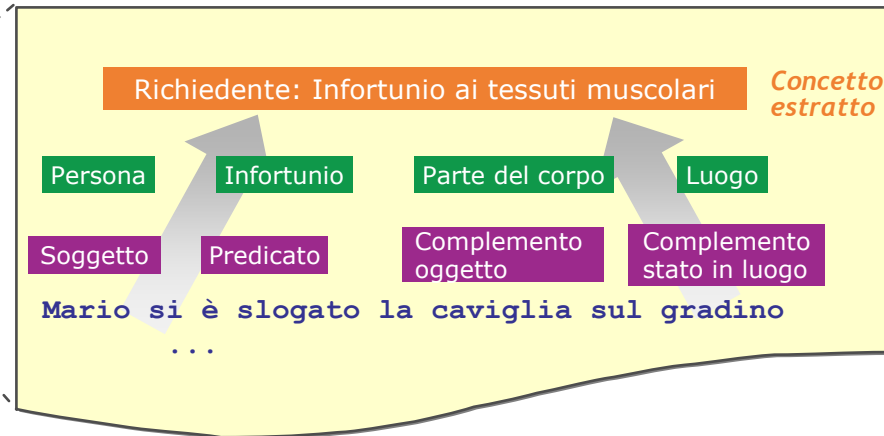 Richiedente: Infortunio ai tessuti muscolari
Concetto
estratto
Persona
Infortunio
Parte del corpo
Luogo
Soggetto
Predicato
Complemento
oggetto
Complemento
stato in luogo
Mario si è slogato la caviglia sul gradino
...